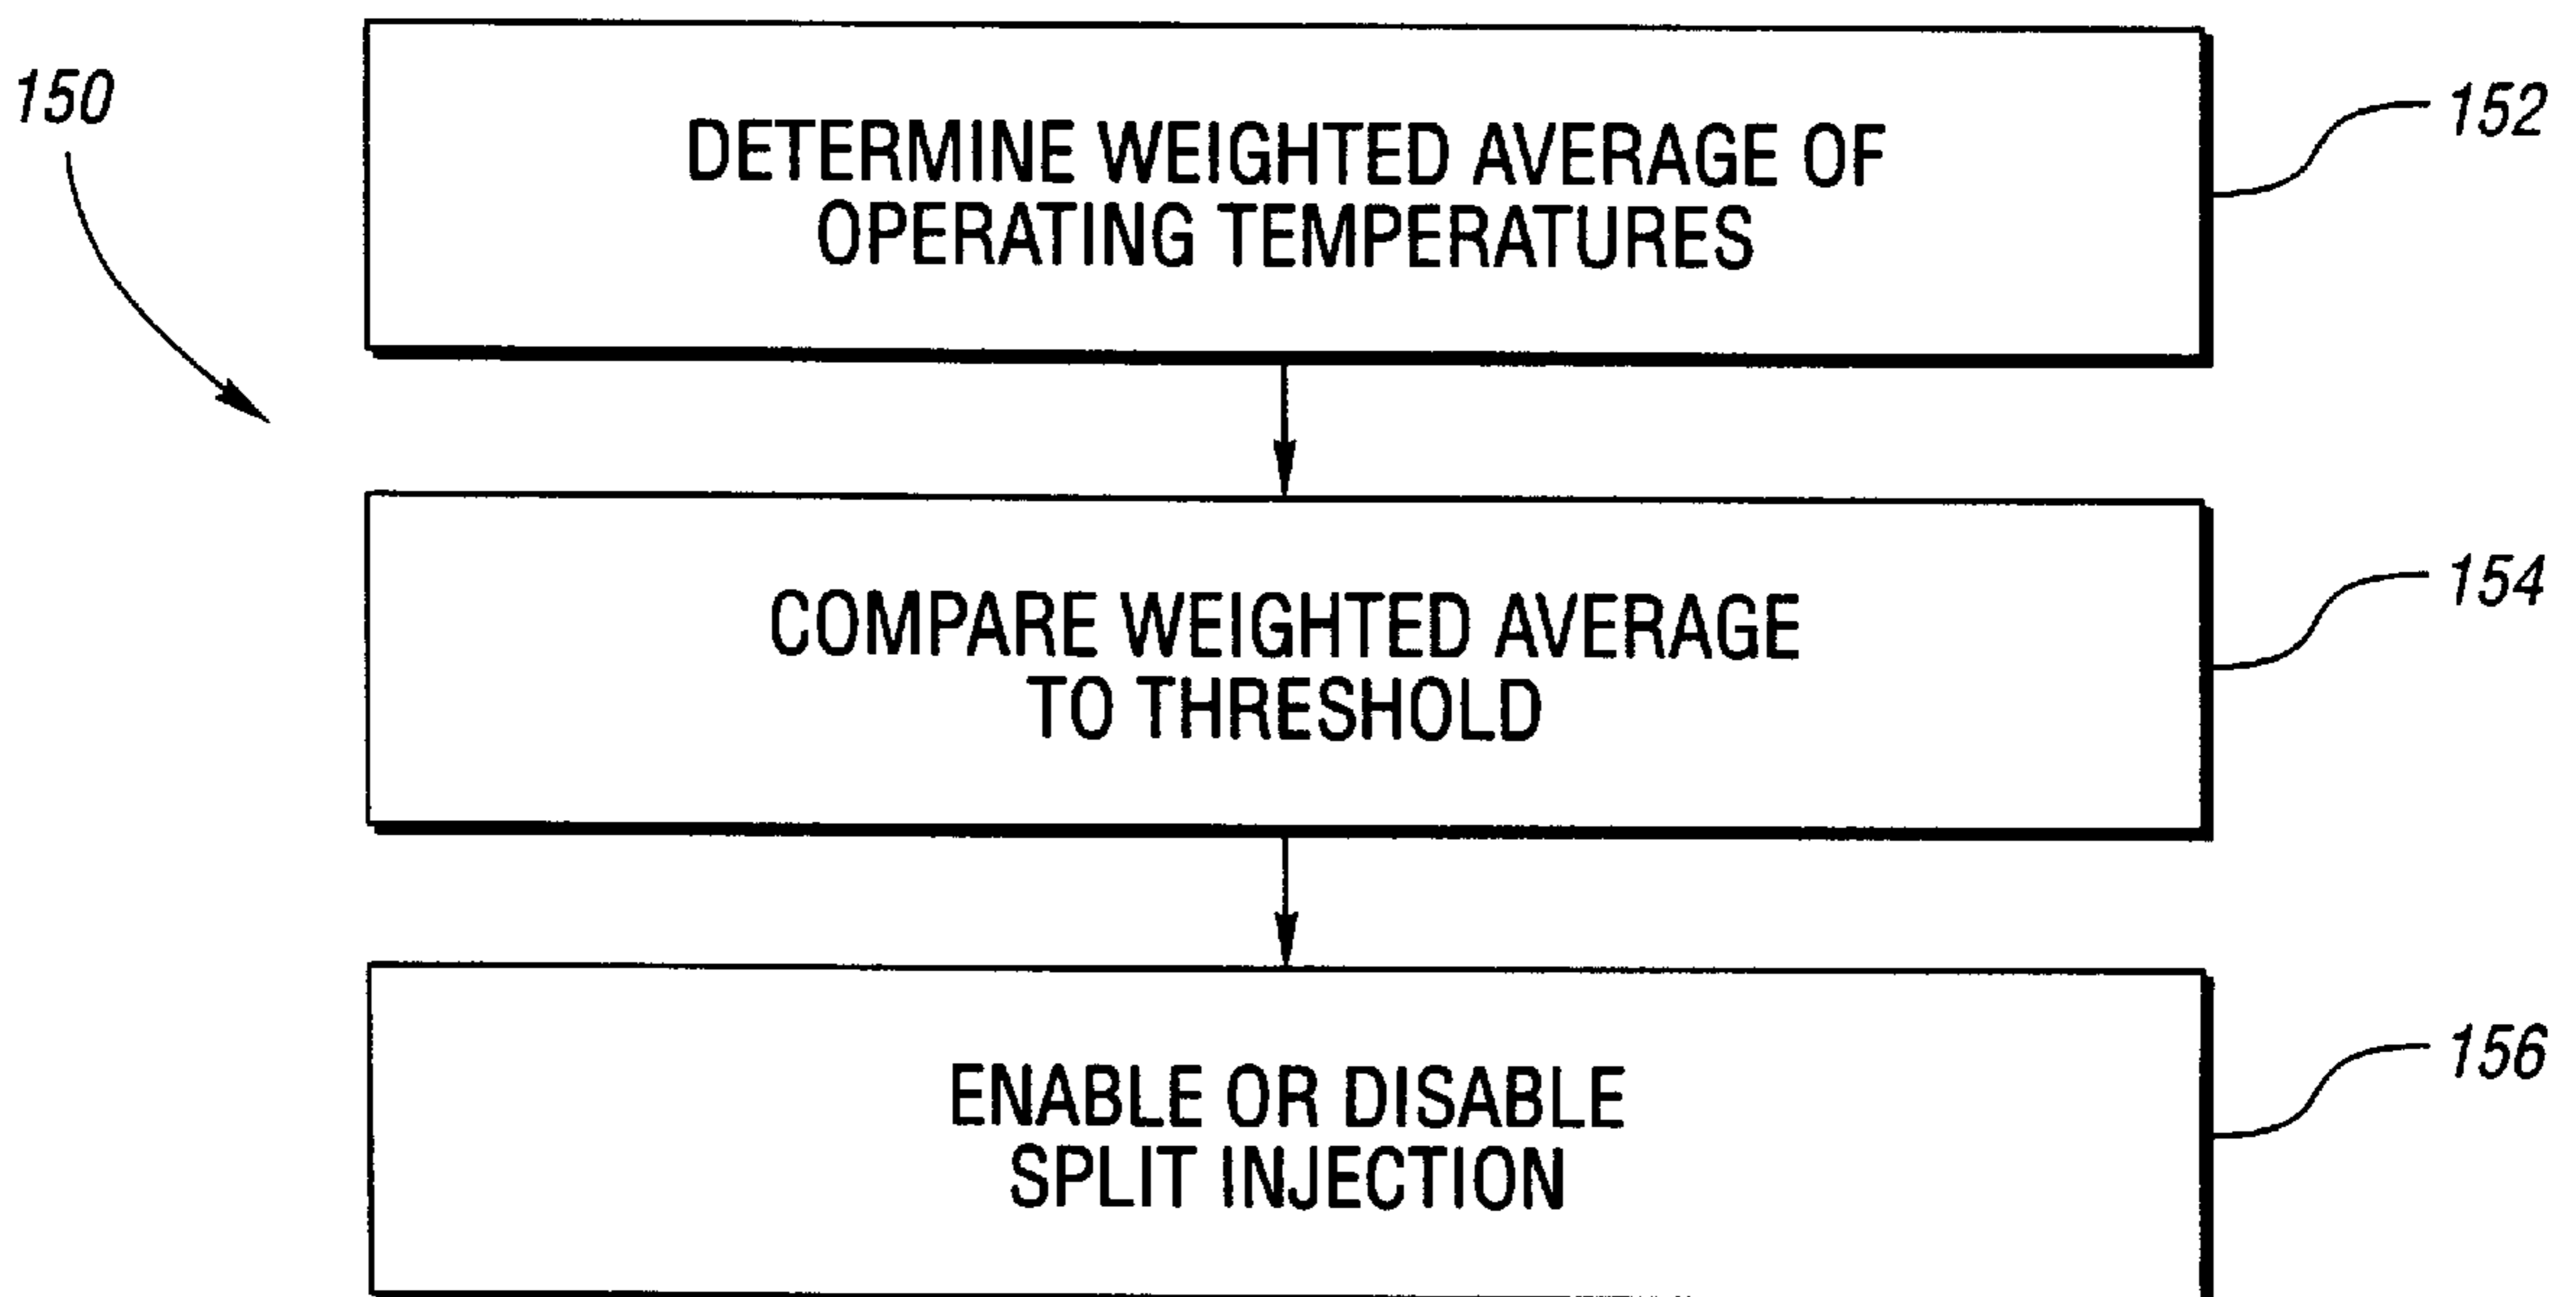 150
DETERMINE WEIGHTED AVERAGE OF
OPERATING TEMPERATURES
152
COMPARE WEIGHTED AVERAGE
TO THRESHOLD
154
ENABLE OR DISABLE
SPLIT INJECTION
156